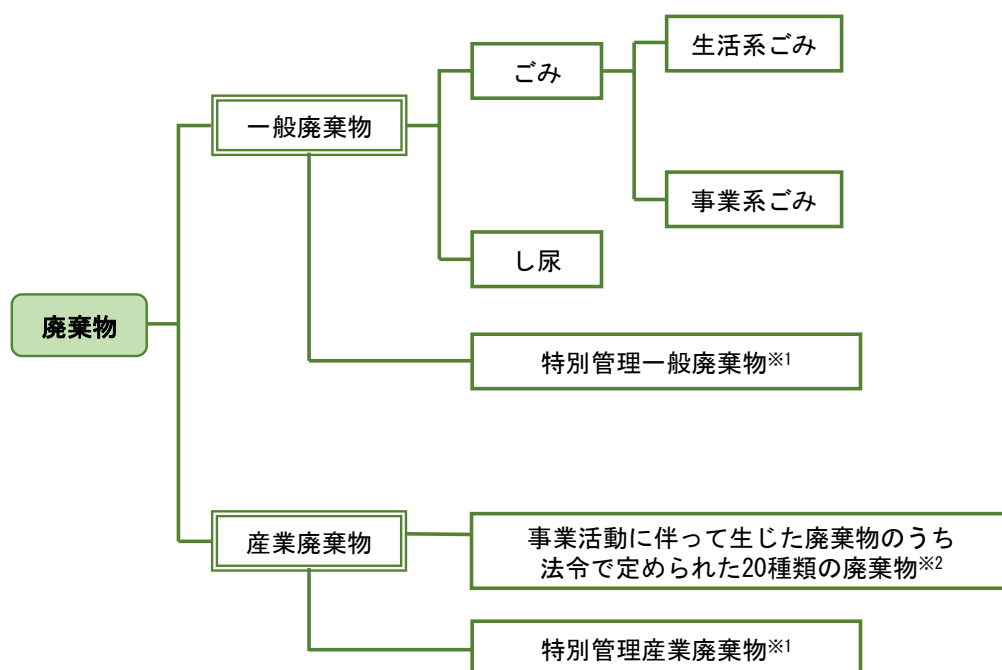 生活系ごみ
ごみ
一般廃棄物
事業系ごみ
し尿
廃棄物
特別管理一般廃棄物※1
産業廃棄物
事業活動に伴って生じた廃棄物のうち
法令で定められた20種類の廃棄物※2
特別管理産業廃棄物※1